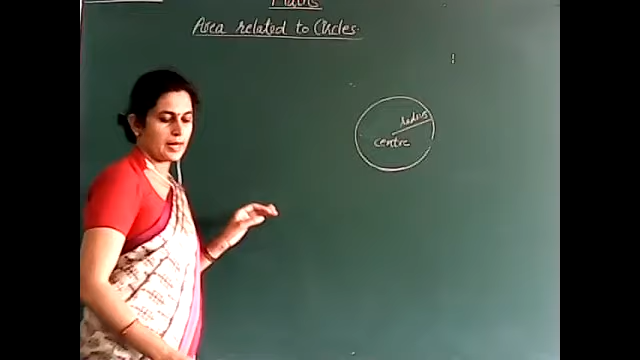 Maths
Area related to Circles.
radius
centre